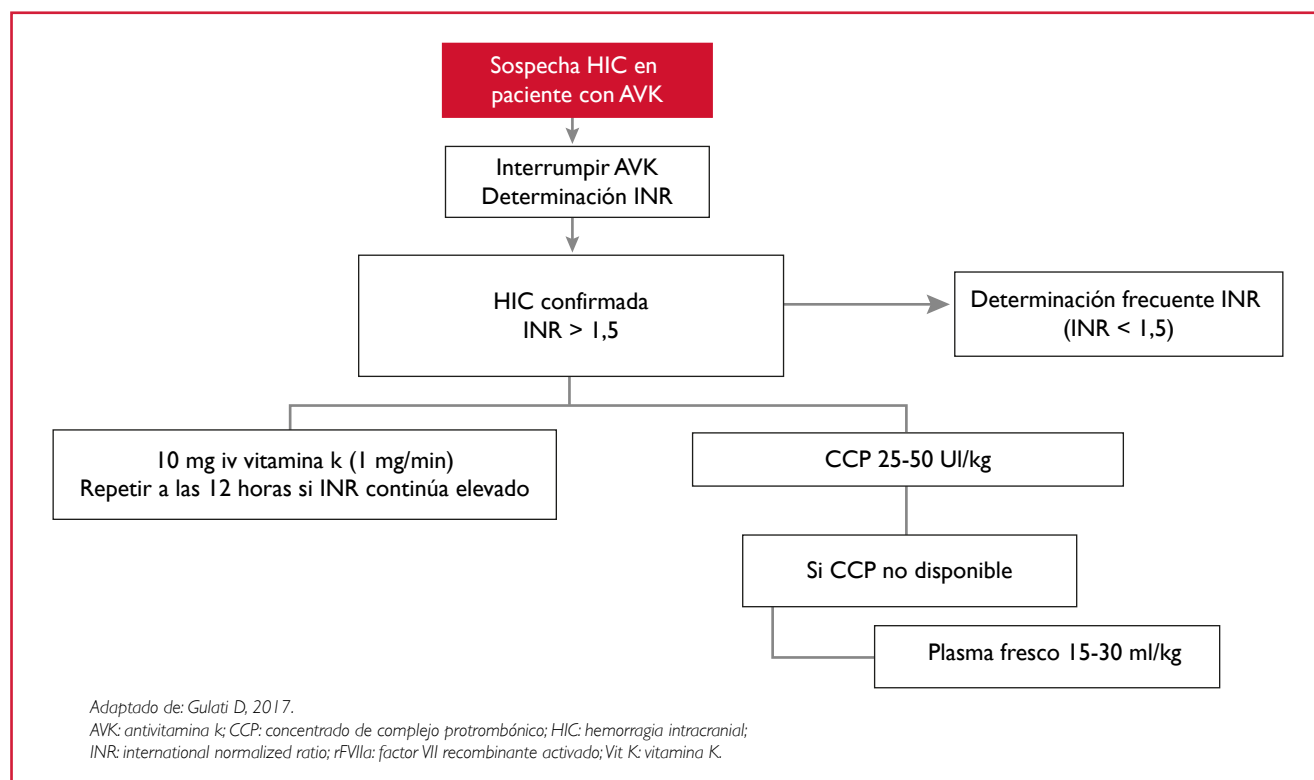 Sospecha HIC en
paciente con AVK
Interrumpir AVK
Determinación INR
HIC confirmada
INR > 1,5
Determinación frecuente INR
(INR < 1,5)
10 mg iv vitamina k (1 mg/min)
Repetir a las 12 horas si INR continúa elevado
CCP 25-50 UI/kg
Si CCP no disponible
Plasma fresco 15-30 ml/kg
Adaptado de: Gulati D, 2017.
AVK: antivitamina k; CCP: concentrado de complejo protrombónico; HIC: hemorragia intracranial;
INR: international normalized ratio; rFVIIa: factor VII recombinante activado; Vit K: vitamina K.